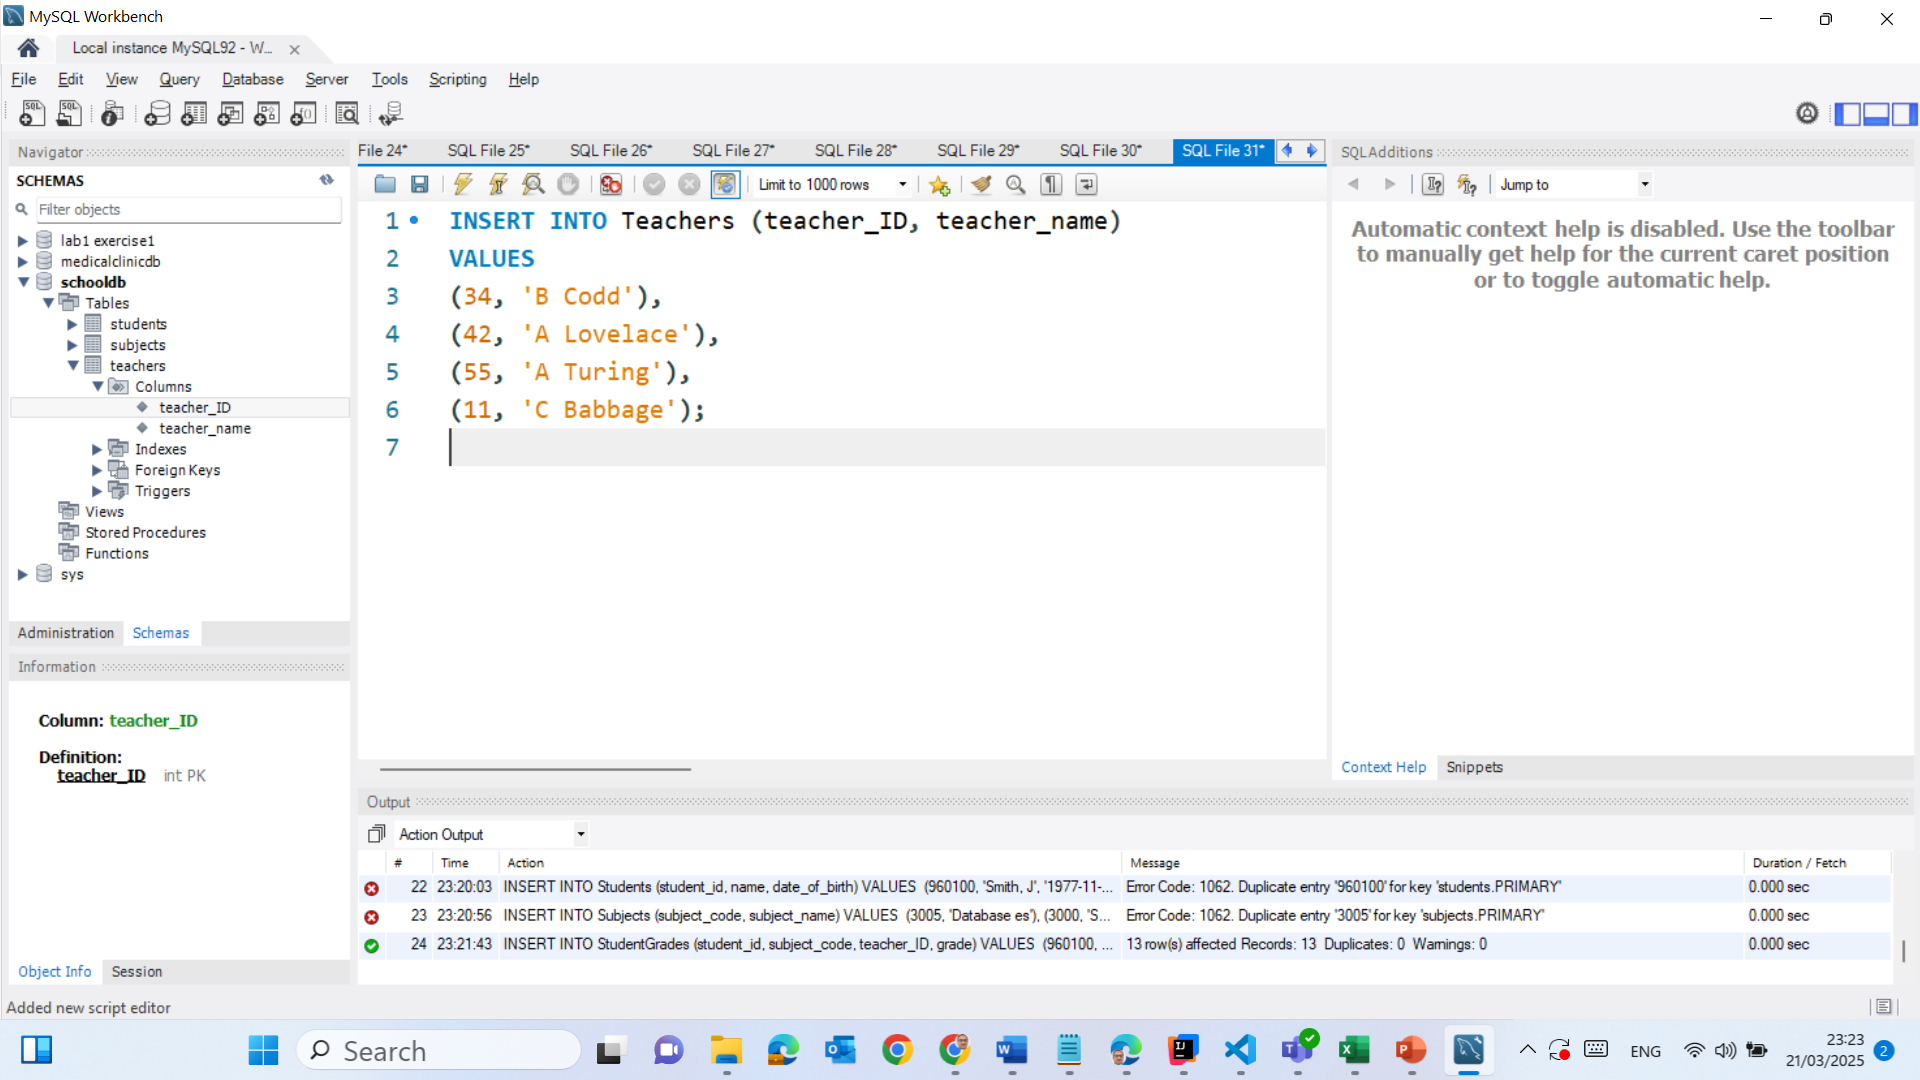 MySQL Workbench
Local instance MySQL92 - W...
File Edit View Query Database Server Tools Scripting Help
Navigator
SCHEMAS
Filter objects
lab1 exercise1
medicalclinicdb
schooldb
Tables
students
subjects
teachers
Columns
teacher_ID
teacher_name
Indexes
Foreign Keys
Triggers
Views
Stored Procedures
Functions
sys
Administration Schemas
Information
Column: teacher_ID
Definition:
teacher_ID int PK
Object Info Session
Added new script editor
File 24* SQL File 25* SQL File 26* SQL File 27* SQL File 28* SQL File 29* SQL File 30* SQL File 31*
Limit to 1000 rows
1 INSERT INTO Teachers (teacher_ID, teacher_name)
2 VALUES
3 (34, 'B Codd'),
4 (42, 'A Lovelace'),
5 (55, 'A Turing'),
6 (11, 'C Babbage');
7
SQLAdditions
Jump to
Automatic context help is disabled. Use the toolbar
to manually get help for the current caret position
or to toggle automatic help.
Context Help Snippets
Output
Action Output
# Time Action Message Duration / Fetch
22 23:20:03 INSERT INTO Students (student_id, name, date_of_birth) VALUES (960100, 'Smith, J', '1977-11-... Error Code: 1062. Duplicate entry '960100' for key 'students.PRIMARY' 0.000 sec
23 23:20:56 INSERT INTO Subjects (subject_code, subject_name) VALUES (3005, 'Database es'), (3000, 'S... Error Code: 1062. Duplicate entry '3005' for key 'subjects.PRIMARY' 0.000 sec
24 23:21:43 INSERT INTO StudentGrades (student_id, subject_code, teacher_ID, grade) VALUES (960100, ... 13 row(s) affected Records: 13 Duplicates: 0 Warnings: 0 0.000 sec
Search
ENG
23:23
21/03/2025
2